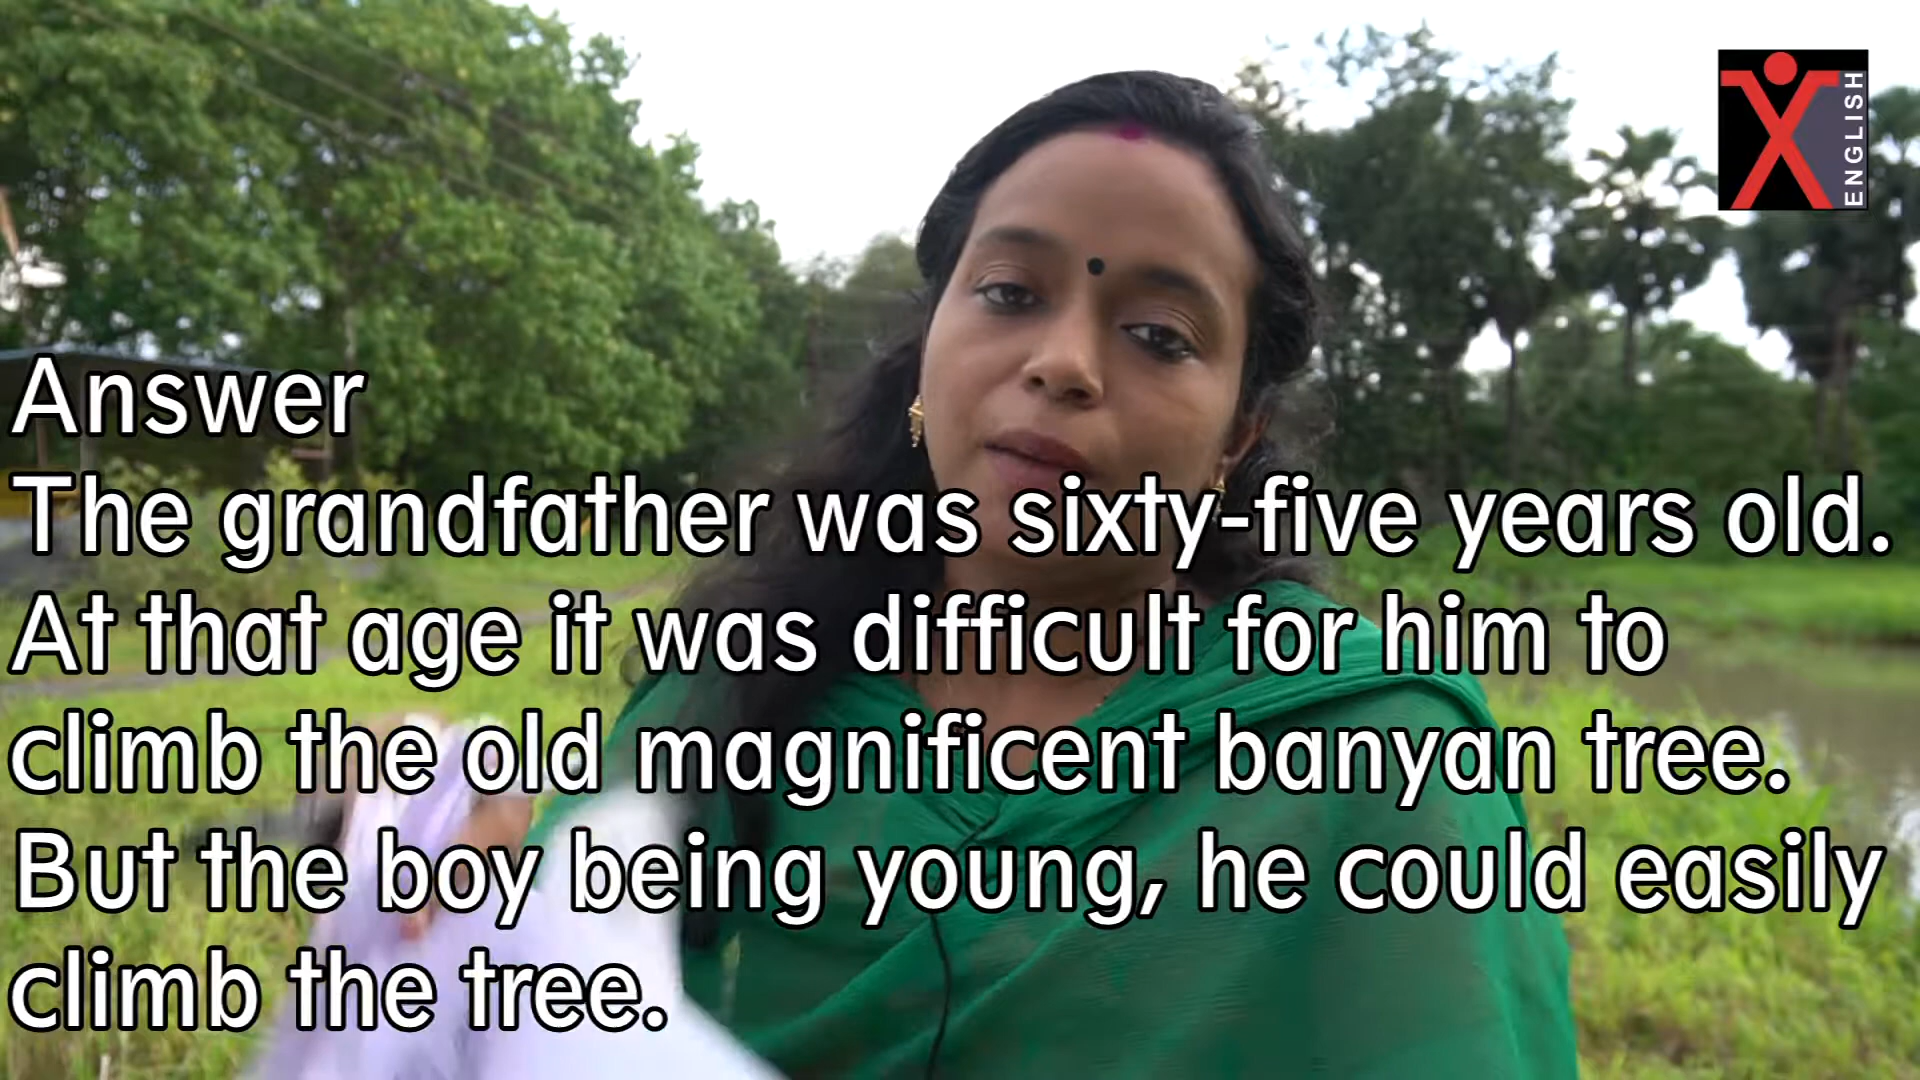 ENGLISH
Answer
The grandfather was sixty-five years old.
At that age it was difficult for him to
climb the old magnificent banyan tree.
But the boy being young, he could easily
climb the tree.